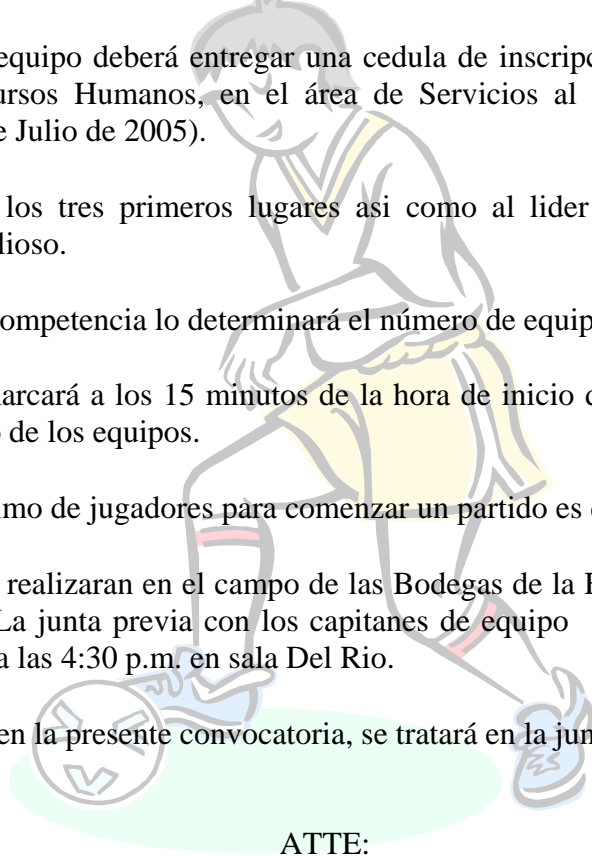 equipo deberá entregar una cedula de inscripc
ursos Humanos, en el área de Servicios al
e Julio de 2005).
los tres primeros lugares asi como al lider
lioso.
ompetencia lo determinará el número de equip
arcará a los 15 minutos de la hora de inicio d
o de los equipos.
imo de jugadores para comenzar un partido es
realizaran en el campo de las Bodegas de la
La junta previa con los capitanes de equipo
a las 4:30 p.m. en sala Del Rio.
en la presente convocatoria, se tratará en la jun
ATTE: